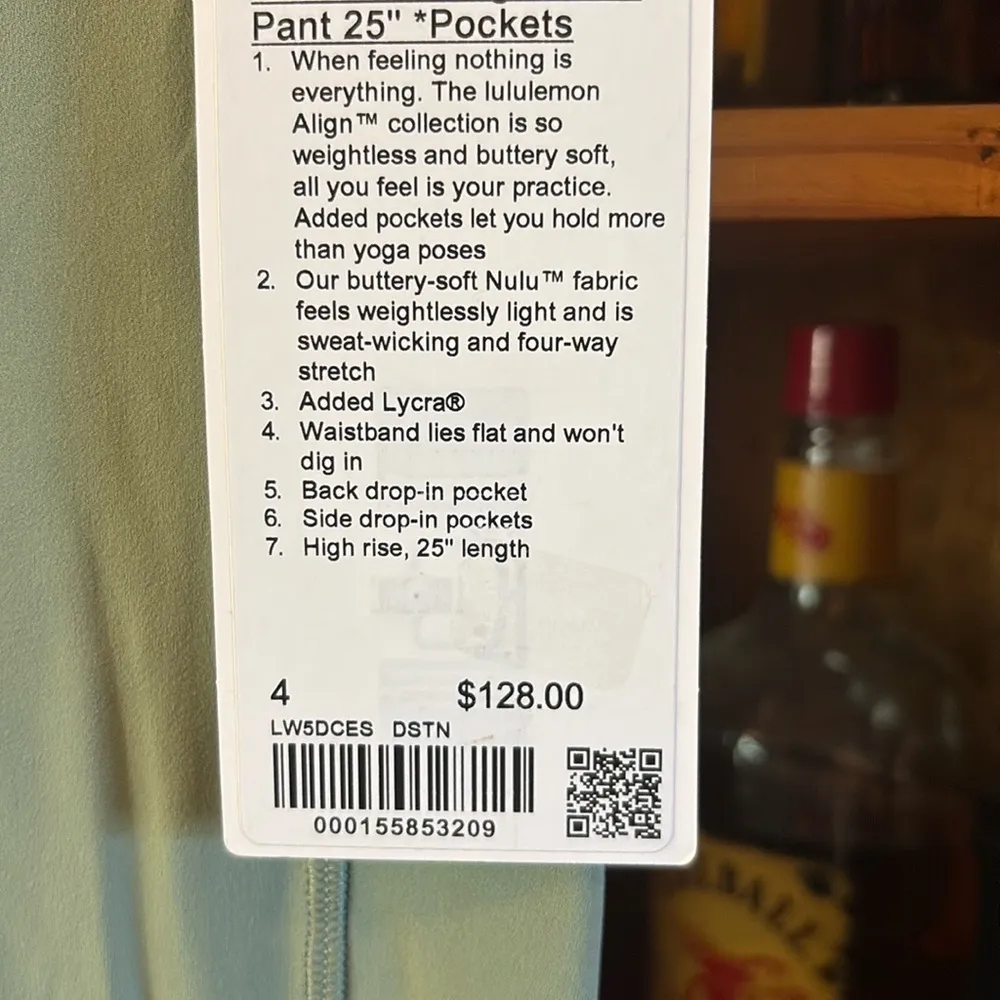 Pant 25" *Pockets
1. When feeling nothing is
everything. The lululemon
Align™ collection is so
weightless and buttery soft,
all you feel is your practice.
Added pockets let you hold more
than yoga poses
2. Our buttery-soft Nulu™ fabric
feels weightlessly light and is
sweat-wicking and four-way
stretch
3. Added Lycra®
4. Waistband lies flat and won't
dig in
5. Back drop-in pocket
6. Side drop-in pockets
7. High rise, 25" length
4 $128.00
LW5DCES DSTN
000155853209